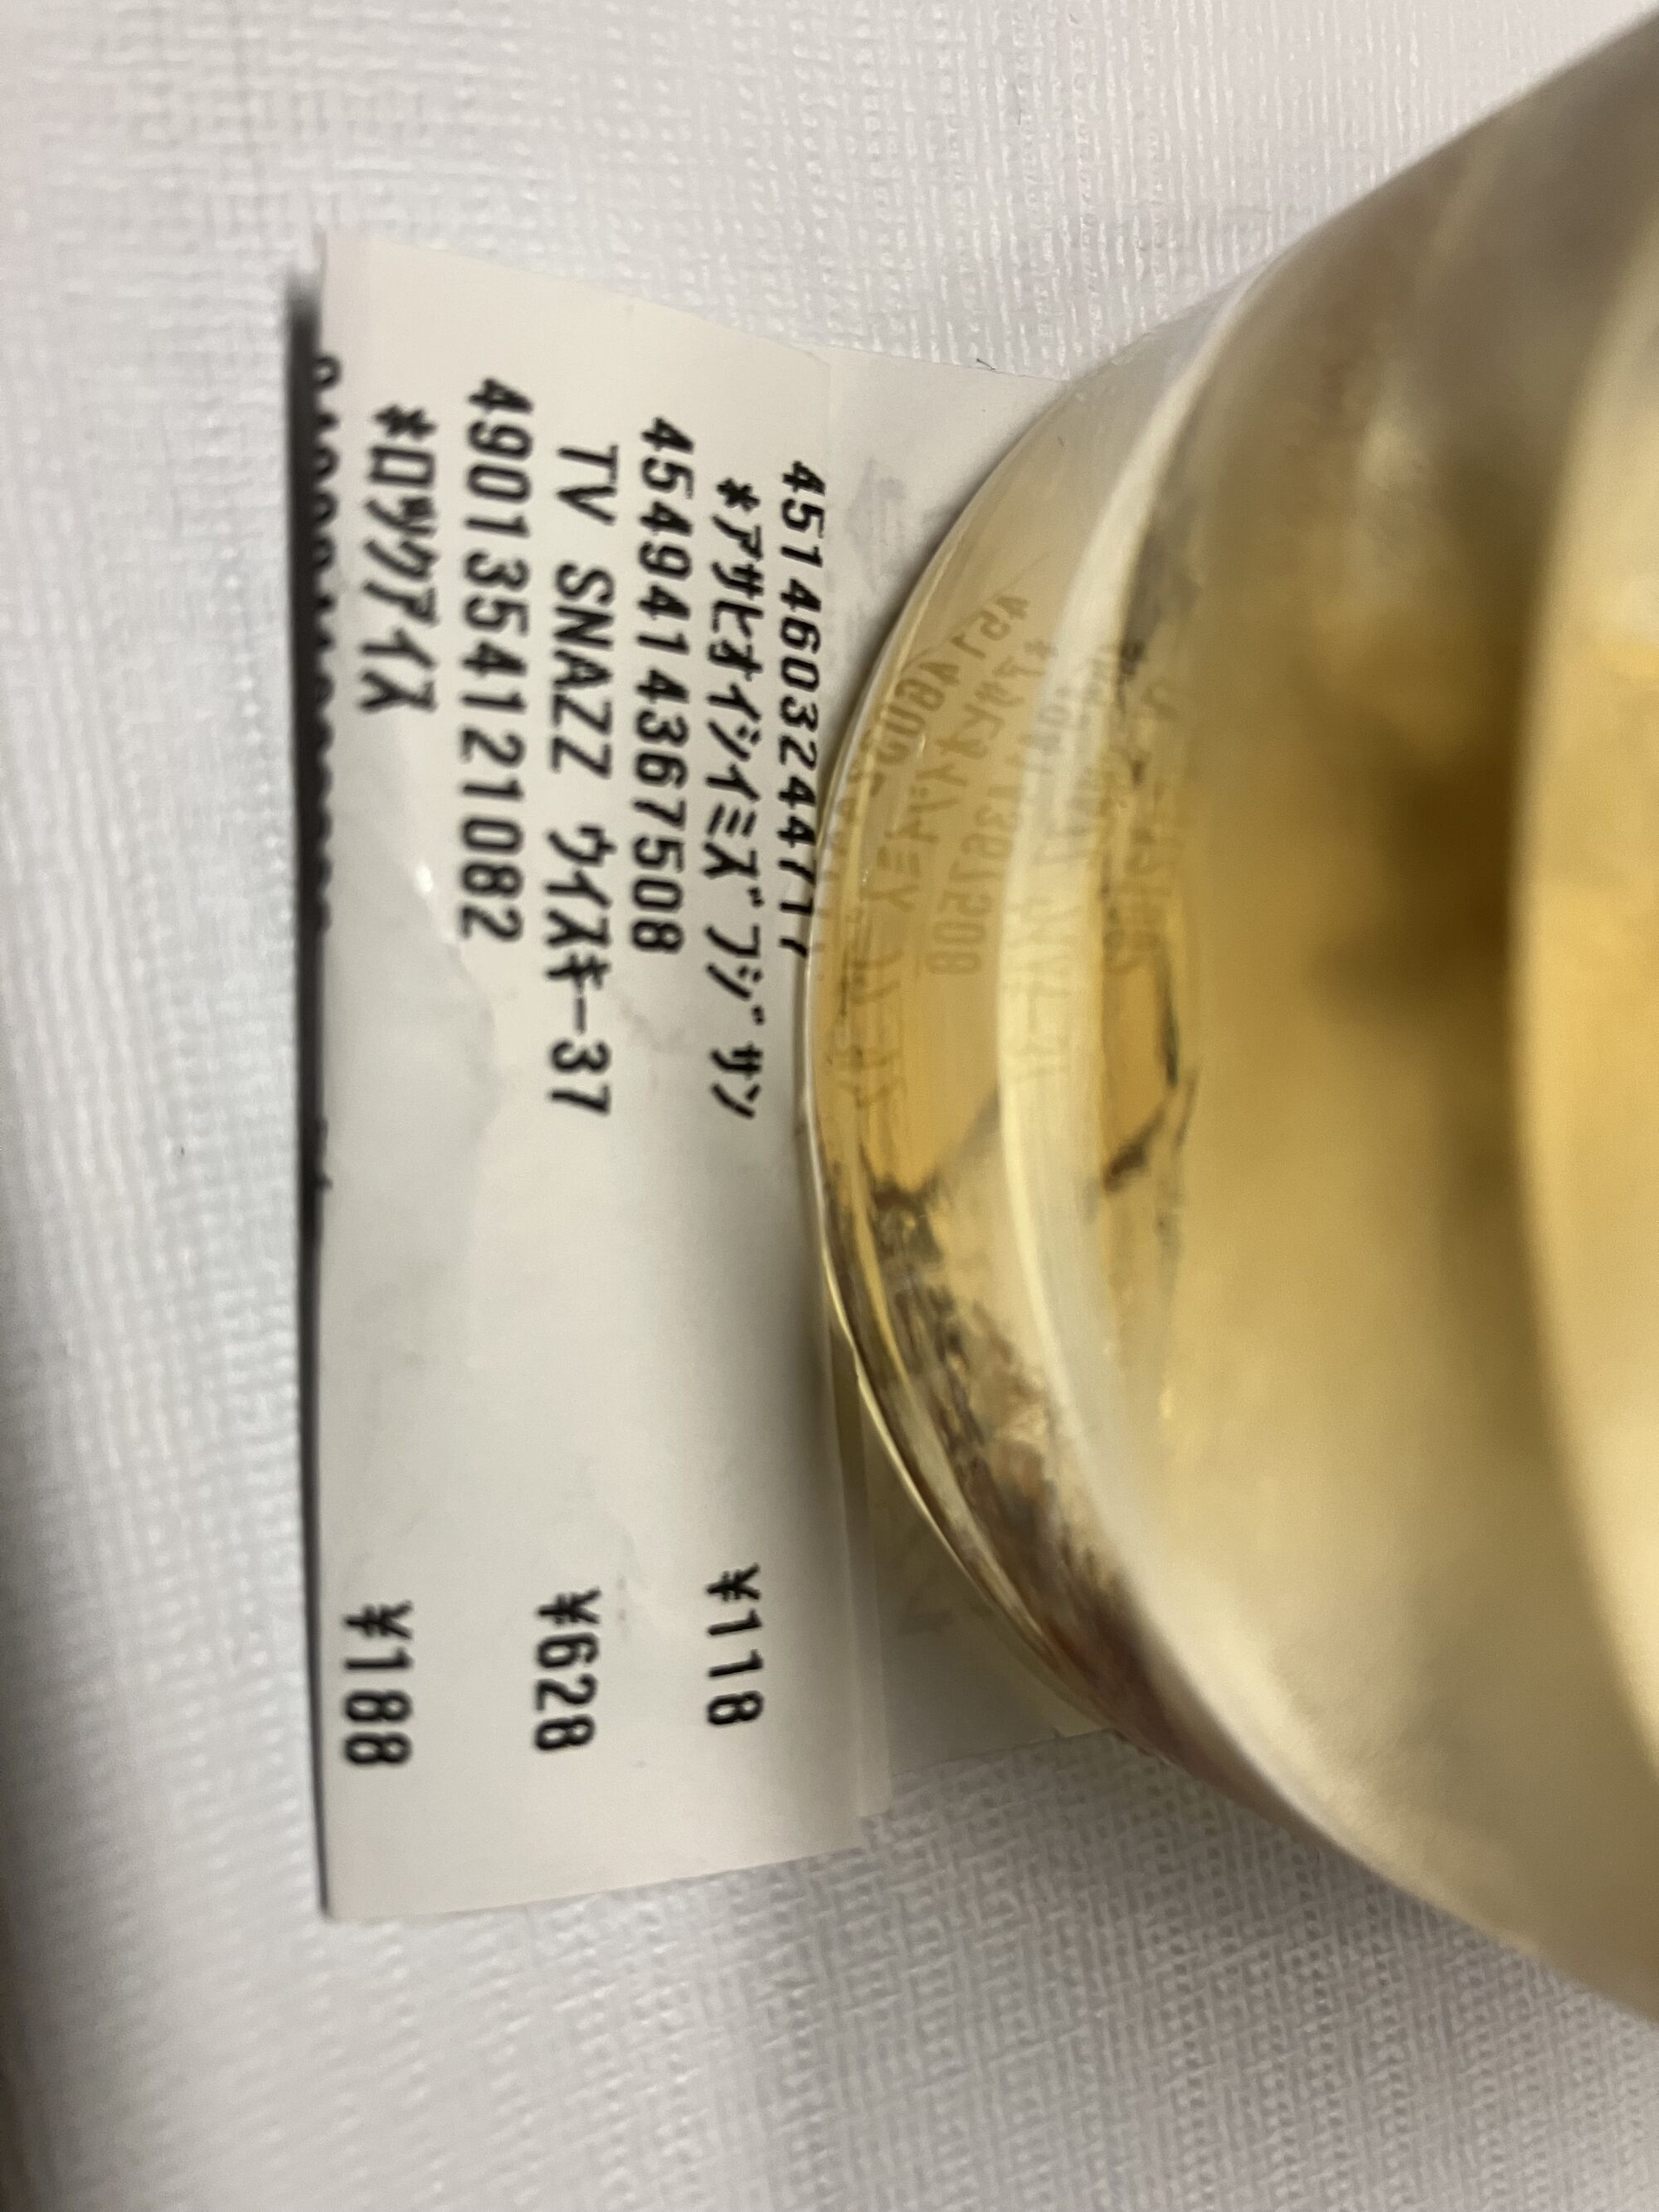 4514603244717
*アサヒオイシイミズ フジサン ¥118
4549414367508
TV SNAZZ ウイスキー37 ¥628
4901354121082
*ロックアイス ¥188